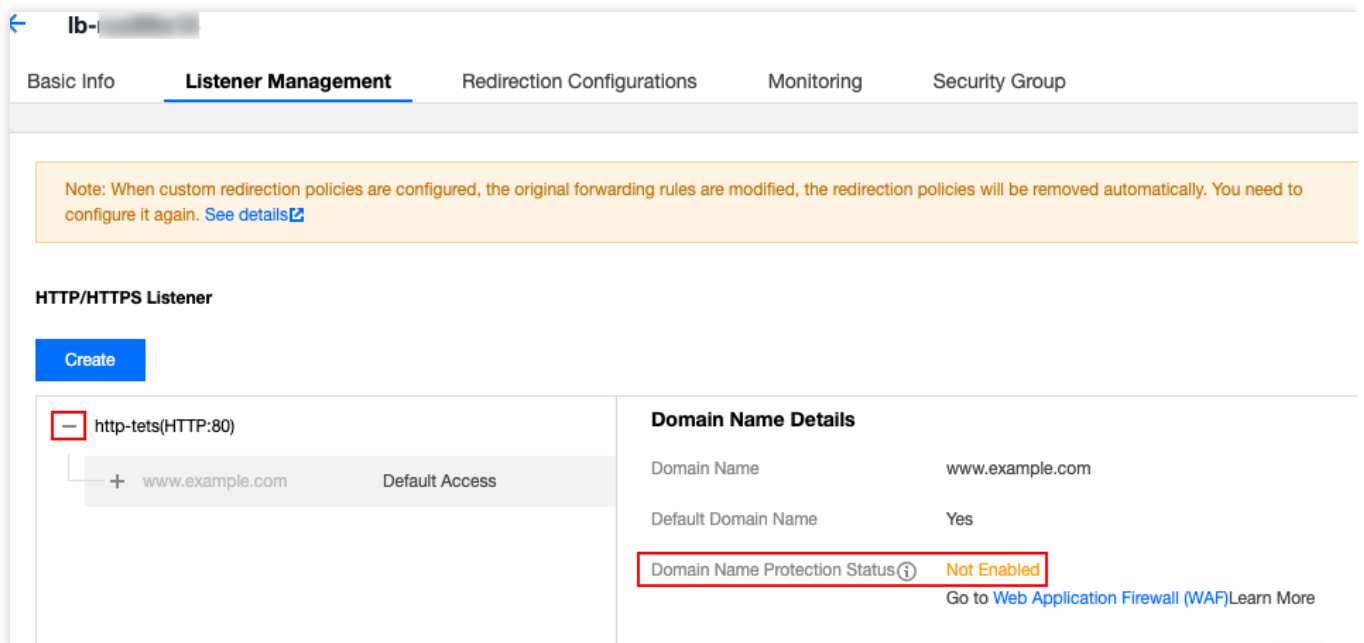 lb-
Basic Info Listener Management Redirection Configurations Monitoring Security Group
Note: When custom redirection policies are configured, the original forwarding rules are modified, the redirection policies will be removed automatically. You need to
configure it again. See details
HTTP/HTTPS Listener
Create
http-tets(HTTP:80)
www.example.com Default Access
Domain Name Details
Domain Name www.example.com
Default Domain Name Yes
Domain Name Protection Status Not Enabled
Go to Web Application Firewall (WAF)Learn More